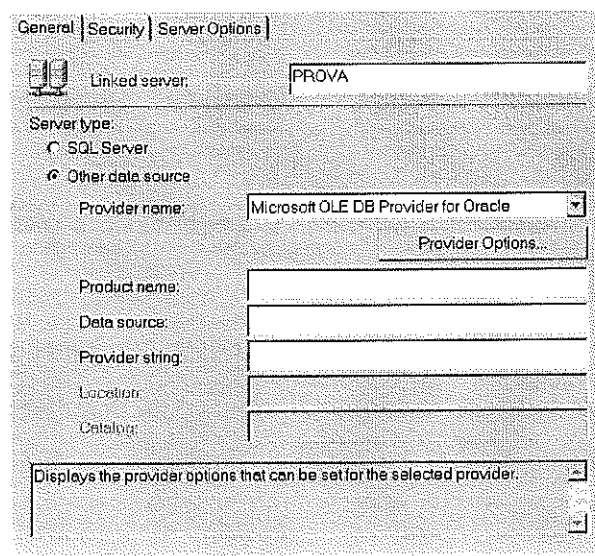 General Security Server Options
Linked server: PROVA
Server type:
SQL Server
Other data source
Provider name: Microsoft OLE DB Provider for Oracle
Provider Options...
Product name:
Data source:
Provider string:
Location:
Catalog:
Displays the provider options that can be set for the selected provider.